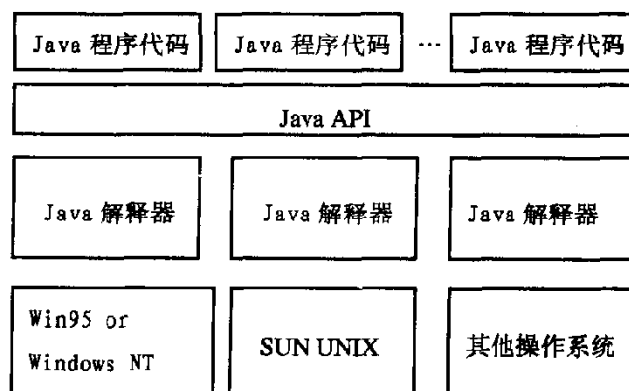 Java 程序代码 Java 程序代码 … Java 程序代码
Java API
Java 解释器 Java 解释器 Java 解释器
Win95 or
Windows NT
SUN UNIX
其他操作系统